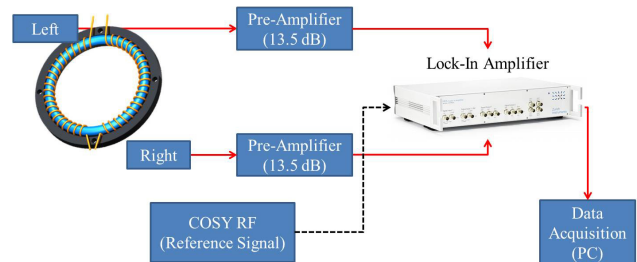 Left
Pre-Amplifier
(13.5 dB)
Lock-In Amplifier
Right
Pre-Amplifier
(13.5 dB)
COSY RF
(Reference Signal)
Data
Acquisition
(PC)